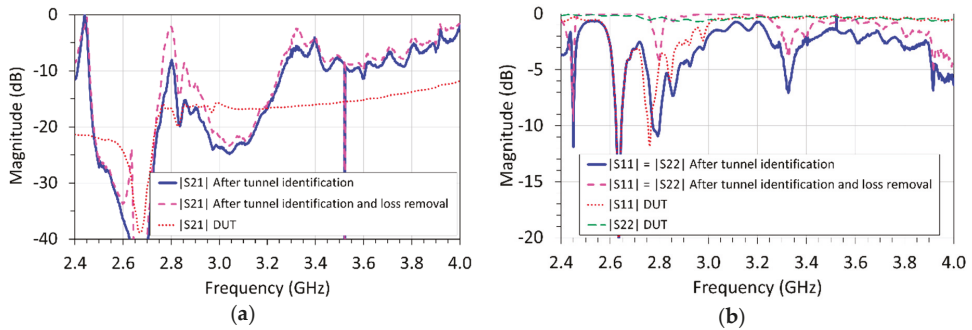 0
-10
-20
-30
-40
Magnitude (dB)
|S21| After tunnel identification
|S21| After tunnel identification and loss removal
|S21| DUT
2.4 2.6 2.8 3.0 3.2 3.4 3.6 3.8 4.0
Frequency (GHz)
(a)
0
-5
-10
-15
-20
Magnitude (dB)
|S11| = |S22| After tunnel identification
|S11| = |S22| After tunnel identification and loss removal
|S11| DUT
|S22| DUT
2.4 2.6 2.8 3.0 3.2 3.4 3.6 3.8 4.0
Frequency (GHz)
(b)